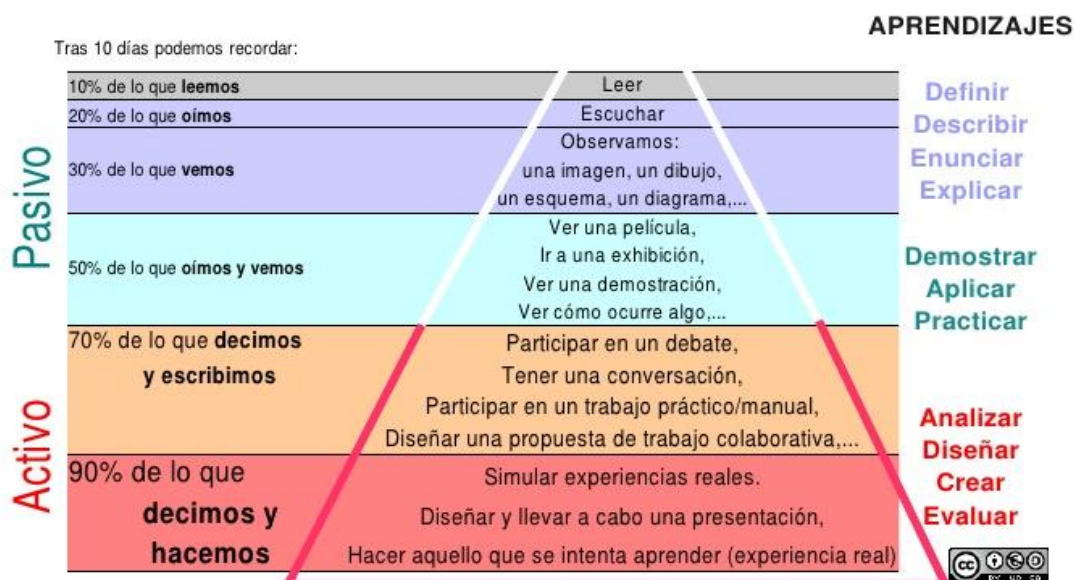 APRENDIZAJES
Tras 10 días podemos recordar:
10% de lo que leemos
Leer
20% de lo que oímos
Escuchar
30% de lo que vemos
Observamos:
una imagen, un dibujo,
un esquema, un diagrama,...
Definir
Describir
Enunciar
Explicar
Pasivo
50% de lo que oímos y vemos
Ver una película,
Ir a una exhibición,
Ver una demostración,
Ver cómo ocurre algo,...
Demostrar
Aplicar
Practicar
70% de lo que decimos
y escribimos
Participar en un debate,
Tener una conversación,
Participar en un trabajo práctico/manual,
Diseñar una propuesta de trabajo colaborativa,...
Activo
90% de lo que
decimos y
hacemos
Simular experiencias reales.
Diseñar y llevar a cabo una presentación,
Hacer aquello que se intenta aprender (experiencia real)
Analizar
Diseñar
Crear
Evaluar
cc